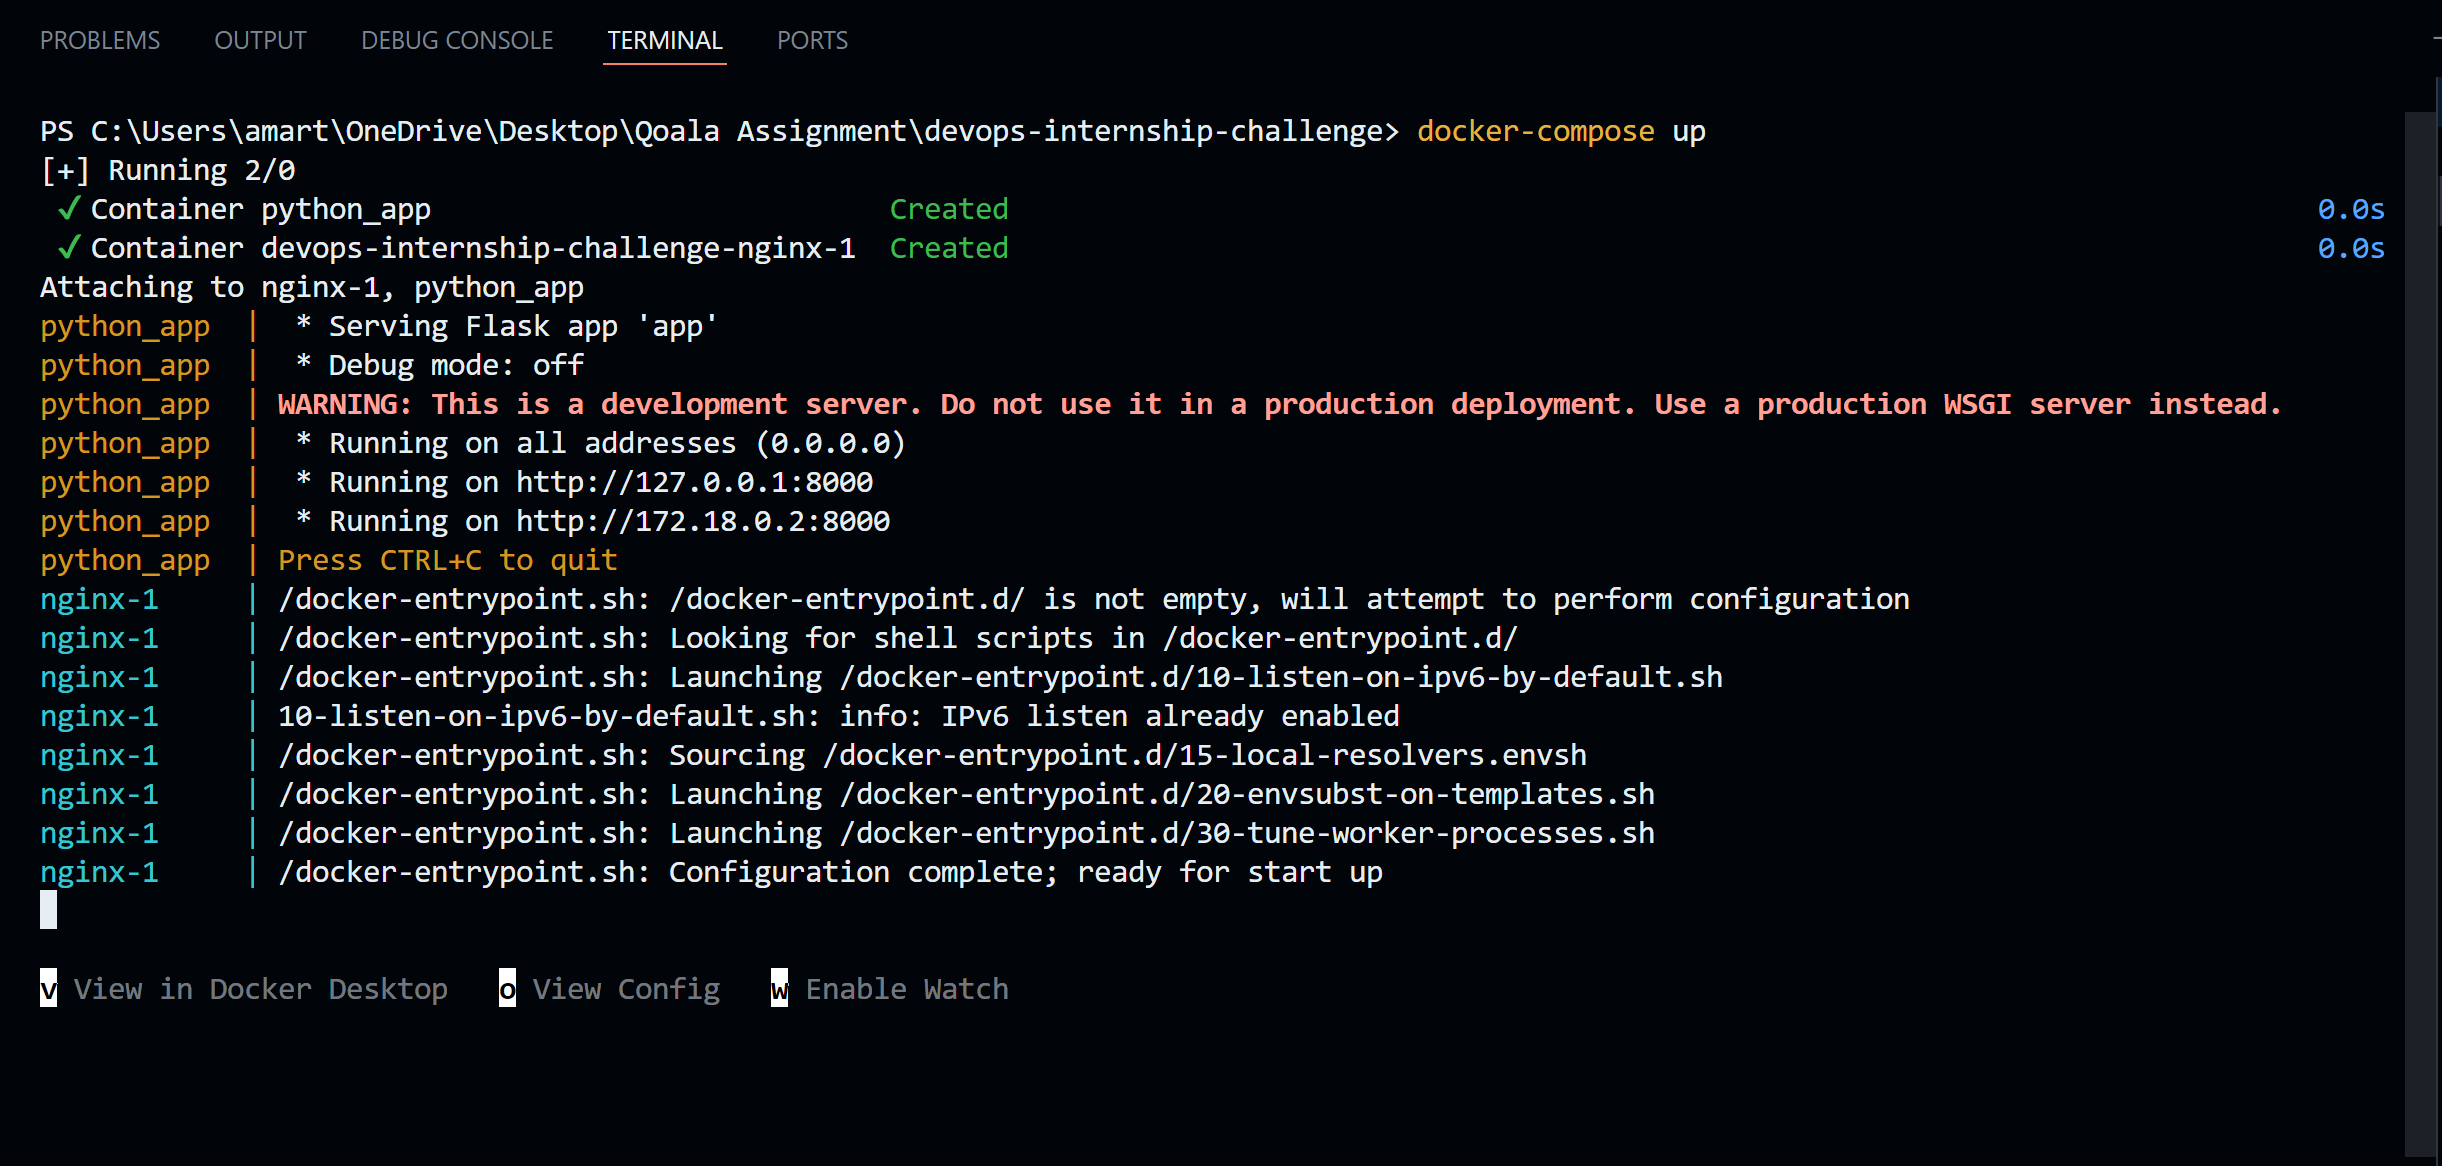 PROBLEMS OUTPUT DEBUG CONSOLE TERMINAL PORTS
PS C:\Users\amart\OneDrive\Desktop\Qoala Assignment\devops-internship-challenge> docker-compose up
[+] Running 2/0
✓ Container python_app Created 0.0s
✓ Container devops-internship-challenge-nginx-1 Created 0.0s
Attaching to nginx-1, python_app
python_app | * Serving Flask app 'app'
python_app | * Debug mode: off
python_app | WARNING: This is a development server. Do not use it in a production deployment. Use a production WSGI server instead.
python_app | * Running on all addresses (0.0.0.0)
python_app | * Running on http://127.0.0.1:8000
python_app | * Running on http://172.18.0.2:8000
python_app | Press CTRL+C to quit
nginx-1 | /docker-entrypoint.sh: /docker-entrypoint.d/ is not empty, will attempt to perform configuration
nginx-1 | /docker-entrypoint.sh: Looking for shell scripts in /docker-entrypoint.d/
nginx-1 | /docker-entrypoint.sh: Launching /docker-entrypoint.d/10-listen-on-ipv6-by-default.sh
nginx-1 | 10-listen-on-ipv6-by-default.sh: info: IPv6 listen already enabled
nginx-1 | /docker-entrypoint.sh: Sourcing /docker-entrypoint.d/15-local-resolvers.envsh
nginx-1 | /docker-entrypoint.sh: Launching /docker-entrypoint.d/20-envsubst-on-templates.sh
nginx-1 | /docker-entrypoint.sh: Launching /docker-entrypoint.d/30-tune-worker-processes.sh
nginx-1 | /docker-entrypoint.sh: Configuration complete; ready for start up
v View in Docker Desktop o View Config w Enable Watch